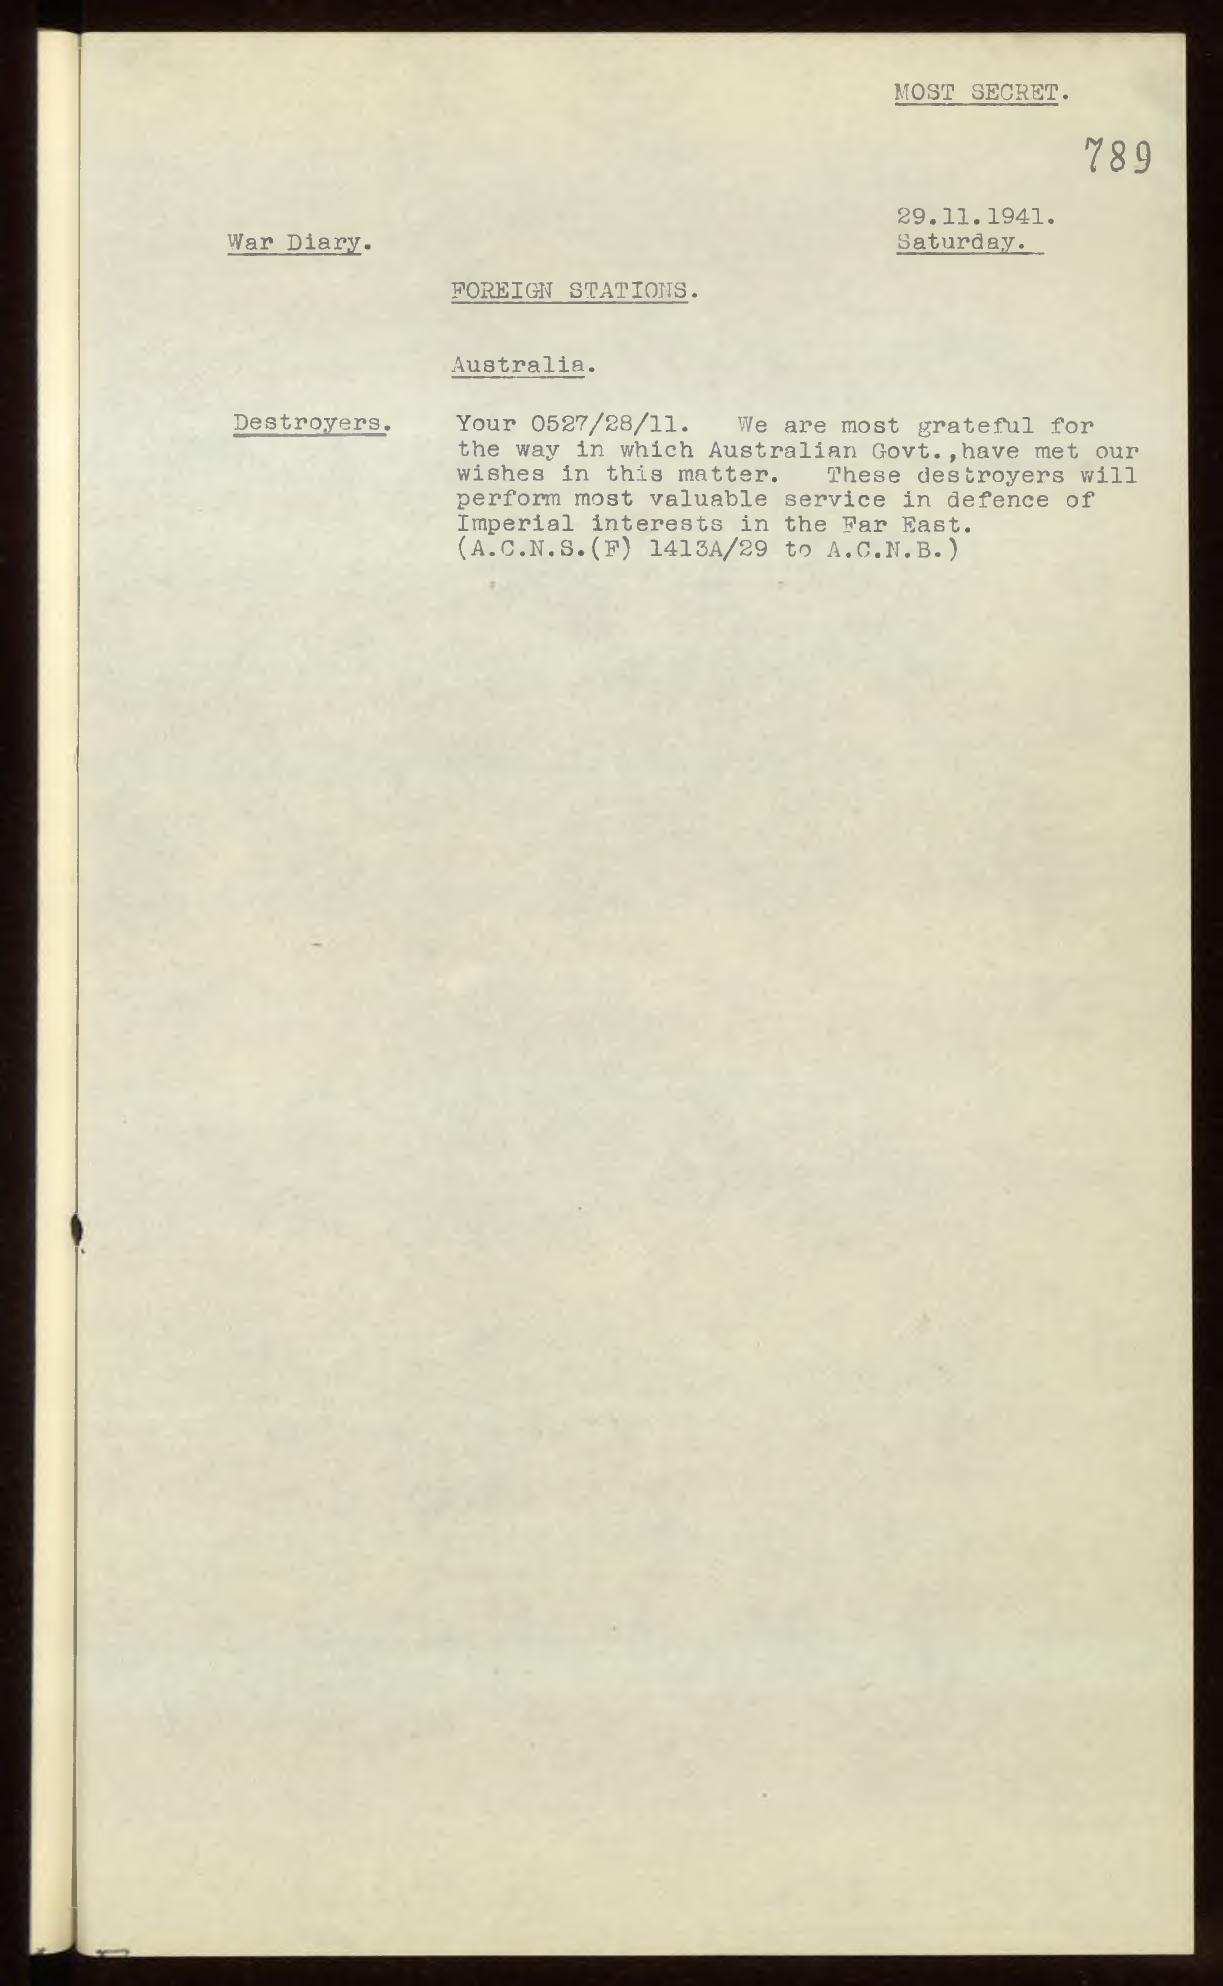 MOST SECRET.
789
29.11.1941.
War Diary.
Saturday.
FOREIGN STATIONS.
Australia.
Destroyers.
Your 0527/28/11. We are most grateful for
the way in which Australian Govt.,have met our
wishes in this matter. These destroyers will
perform most valuable service in defence of
Imperial interests in the Far East.
(A.C.N.S.(F) 1413A/29 to A.C.N.B.)